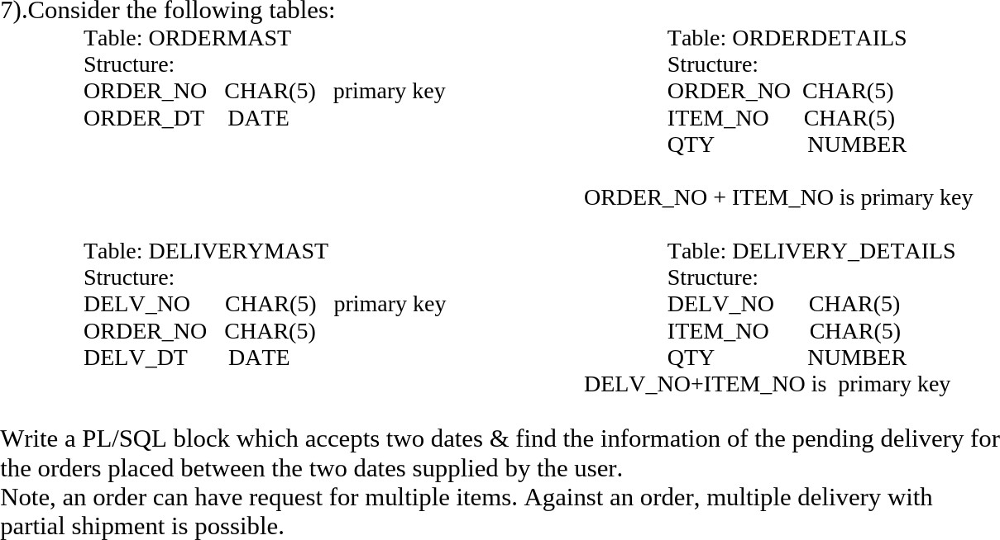 7).Consider the following tables:
Table: ORDERMAST Table: ORDERDETAILS
Structure: Structure:
ORDER_NO CHAR(5) primary key ORDER_NO CHAR(5)
ORDER_DT DATE ITEM_NO CHAR(5)
QTY NUMBER
ORDER_NO + ITEM_NO is primary key
Table: DELIVERYMAST Table: DELIVERY_DETAILS
Structure: Structure:
DELV_NO CHAR(5) primary key DELV_NO CHAR(5)
ORDER_NO CHAR(5) ITEM_NO CHAR(5)
DELV_DT DATE QTY NUMBER
DELV_NO+ITEM_NO is primary key
Write a PL/SQL block which accepts two dates & find the information of the pending delivery for
the orders placed between the two dates supplied by the user.
Note, an order can have request for multiple items. Against an order, multiple delivery with
partial shipment is possible.